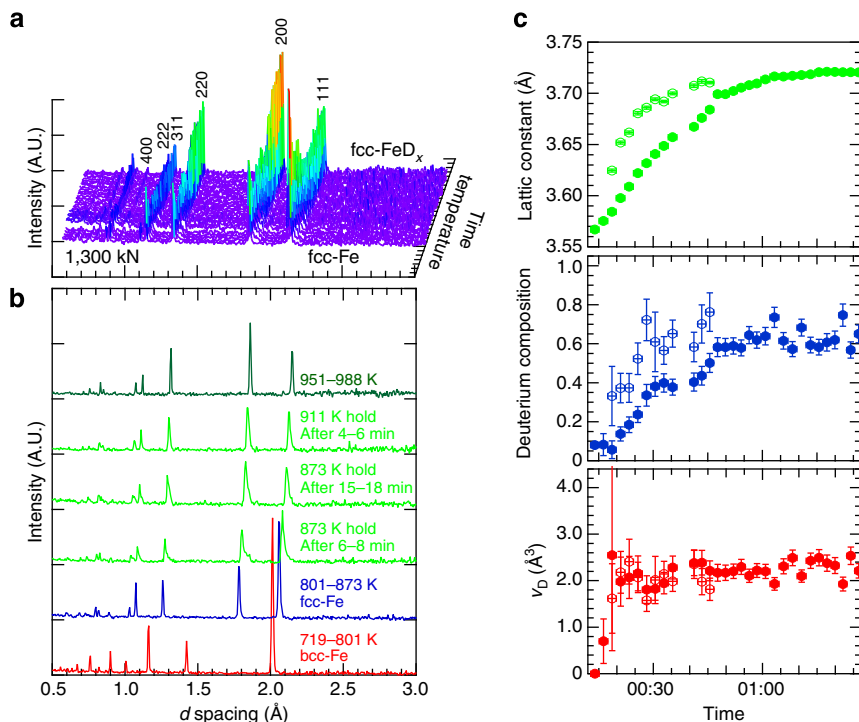 a
Intensity (A.U.)
400
222
311
220
200
111
fcc-FeDx
Time
temperature
1,300 kN
fcc-Fe
b
Intensity (A.U.)
951–988 K
911 K hold
After 4–6 min
873 K hold
After 15–18 min
873 K hold
After 6–8 min
801–873 K
fcc-Fe
719–801 K
bcc-Fe
0.5
1.0
1.5
2.0
2.5
3.0
d spacing (Å)
c
Lattic constant (Å)
3.75
3.70
3.65
3.60
3.55
Deuterium composition
1.0
0.8
0.6
0.4
0.2
0
vD (Å³)
4.0
3.0
2.0
1.0
0
00:30
01:00
Time